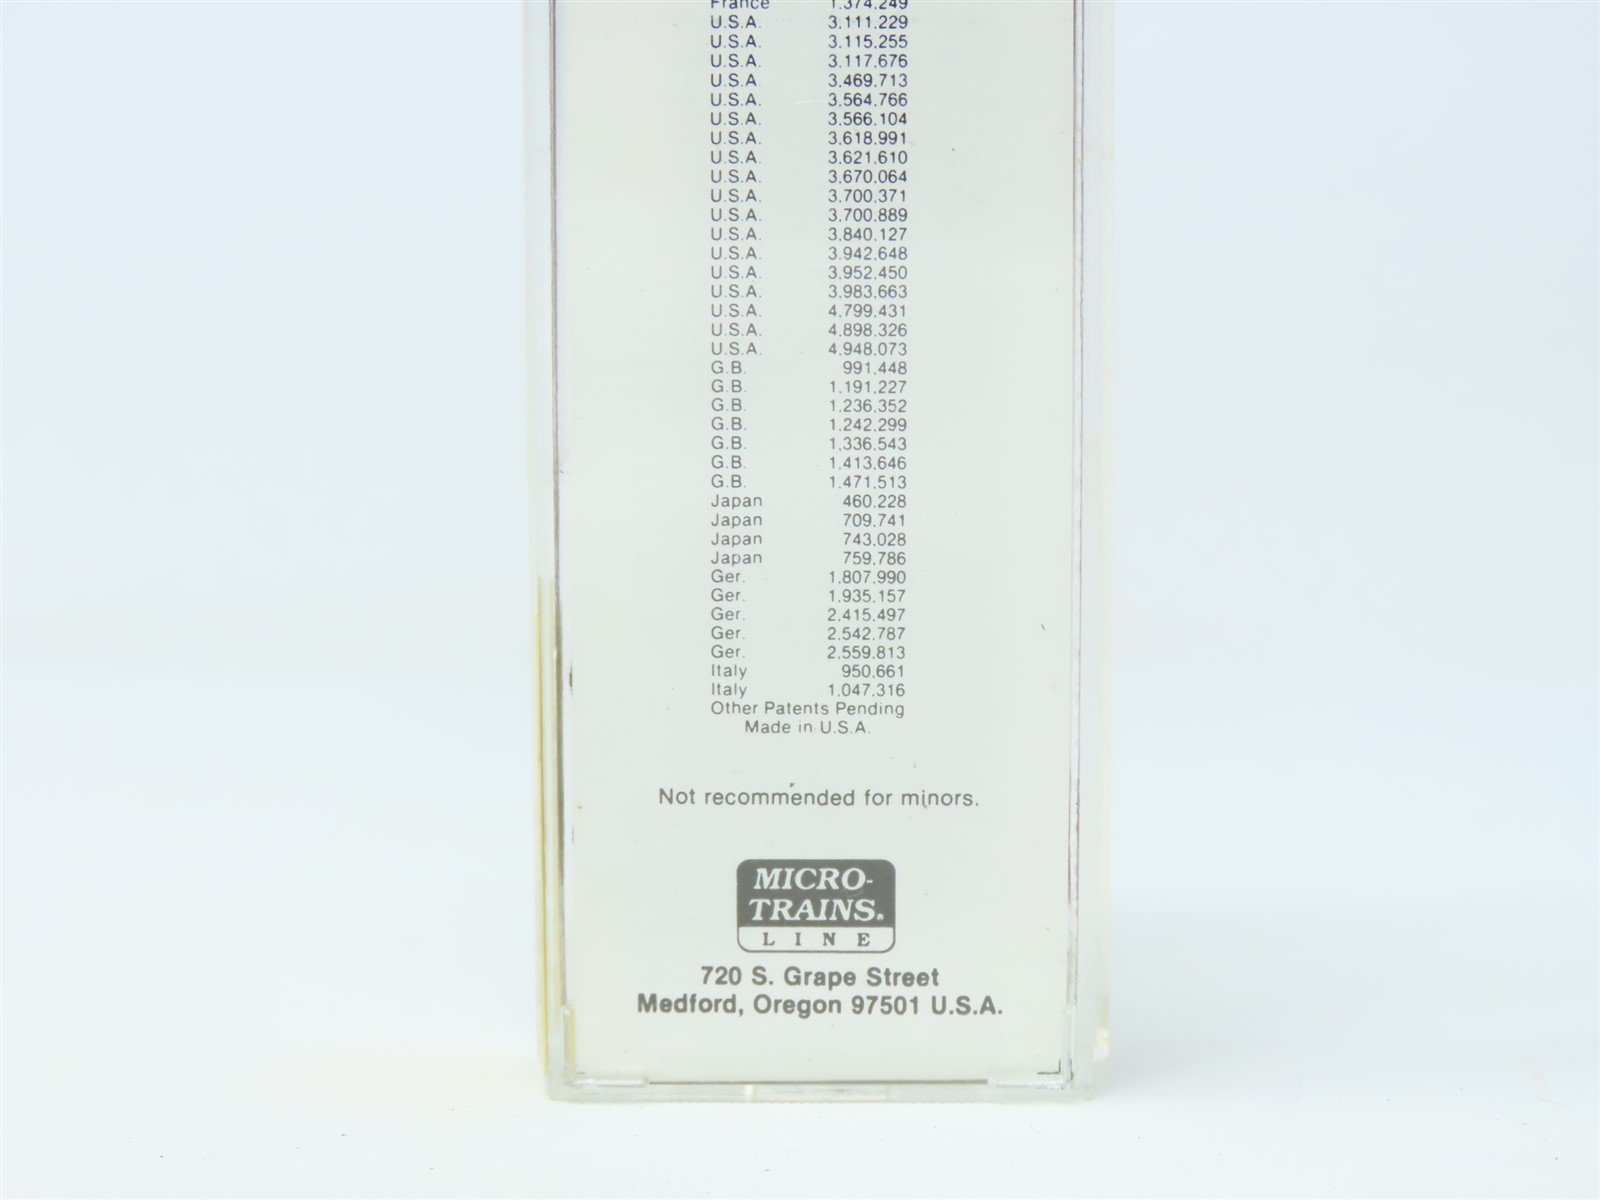 France 1.374.249
U.S.A. 3.111.229
U.S.A. 3.115.255
U.S.A. 3.117.676
U.S.A. 3.469.713
U.S.A. 3.564.766
U.S.A. 3.566.104
U.S.A. 3.618.991
U.S.A. 3.621.610
U.S.A. 3.670.064
U.S.A. 3.700.371
U.S.A. 3.700.889
U.S.A. 3.840.127
U.S.A. 3.942.648
U.S.A. 3.952.450
U.S.A. 3.983.663
U.S.A. 4.799.431
U.S.A. 4.898.326
U.S.A. 4.948.073
G.B. 991.448
G.B. 1.191.227
G.B. 1.236.352
G.B. 1.242.299
G.B. 1.336.543
G.B. 1.413.646
G.B. 1.471.513
Japan 460.228
Japan 709.741
Japan 743.028
Japan 759.786
Ger. 1.807.990
Ger. 1.935.157
Ger. 2.415.497
Ger. 2.542.787
Ger. 2.559.813
Italy 950.661
Italy 1.047.316
Other Patents Pending
Made in U.S.A.
Not recommended for minors.
MICRO-
TRAINS®
LINE
720 S. Grape Street
Medford, Oregon 97501 U.S.A.